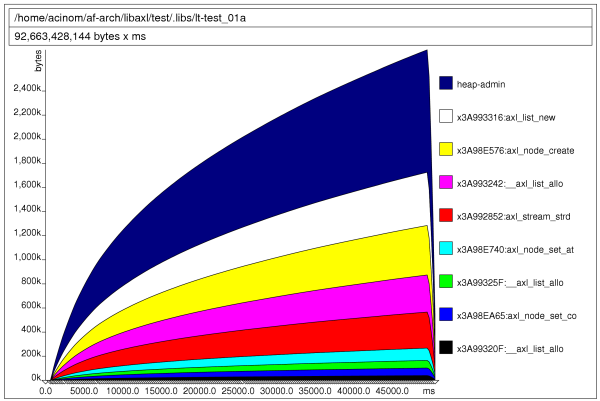 /home/acinom/af-arch/libaxl/test/.libs/lt-test_01a
92,663,428,144 bytes x ms
bytes
2,400k
2,200k
2,000k
1,800k
1,600k
1,400k
1,200k
1,000k
800k
600k
400k
200k
0k
0.0 5000.0 10000.0 15000.0 20000.0 25000.0 30000.0 35000.0 40000.0 45000.0 ms
heap-admin
x3A993316:axl_list_new
x3A98E576:axl_node_create
x3A993242:__axl_list_allo
x3A992852:axl_stream_strd
x3A98E740:axl_node_set_at
x3A99325F:__axl_list_allo
x3A98EA65:axl_node_set_co
x3A99320F:__axl_list_allo